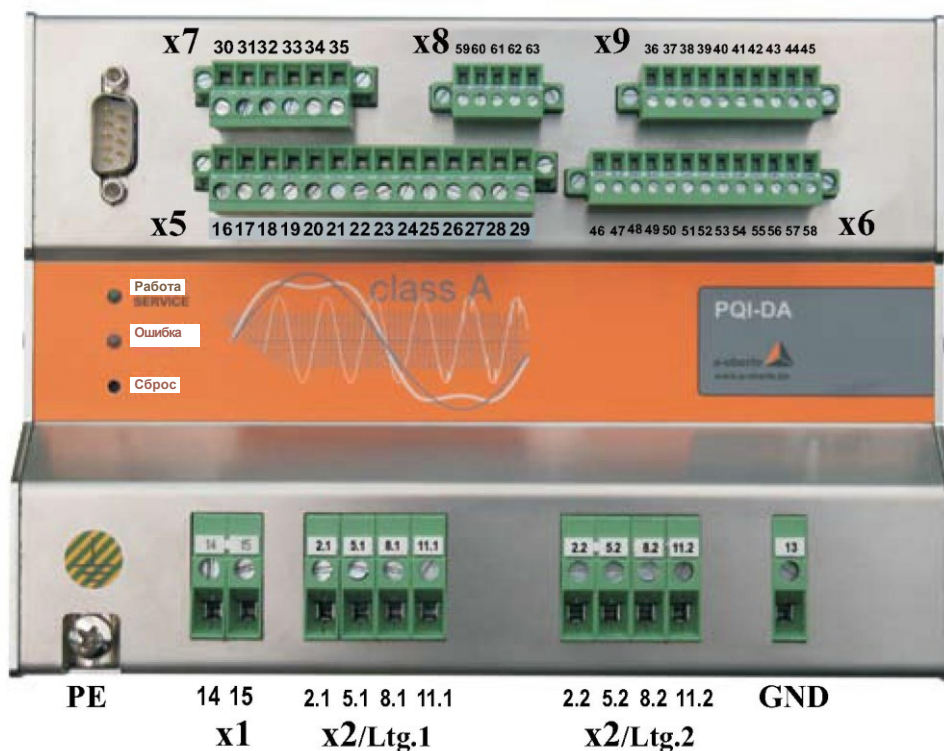 x7 30 31 32 33 34 35
x8 59 60 61 62 63
x9 36 37 38 39 40 41 42 43 44 45
x5 16 17 18 19 20 21 22 23 24 25 26 27 28 29
46 47 48 49 50 51 52 53 54 55 56 57 58 x6
Работа
SERVICE
Ошибка
Сброс
class A
PQI-DA
a-eberle
www.a-eberle.de
14 15
2.1 5.1 8.1 11.1
2.2 5.2 8.2 11.2
13
PE
14 15
2.1 5.1 8.1 11.1
2.2 5.2 8.2 11.2
GND
x1
x2/Ltg.1
x2/Ltg.2